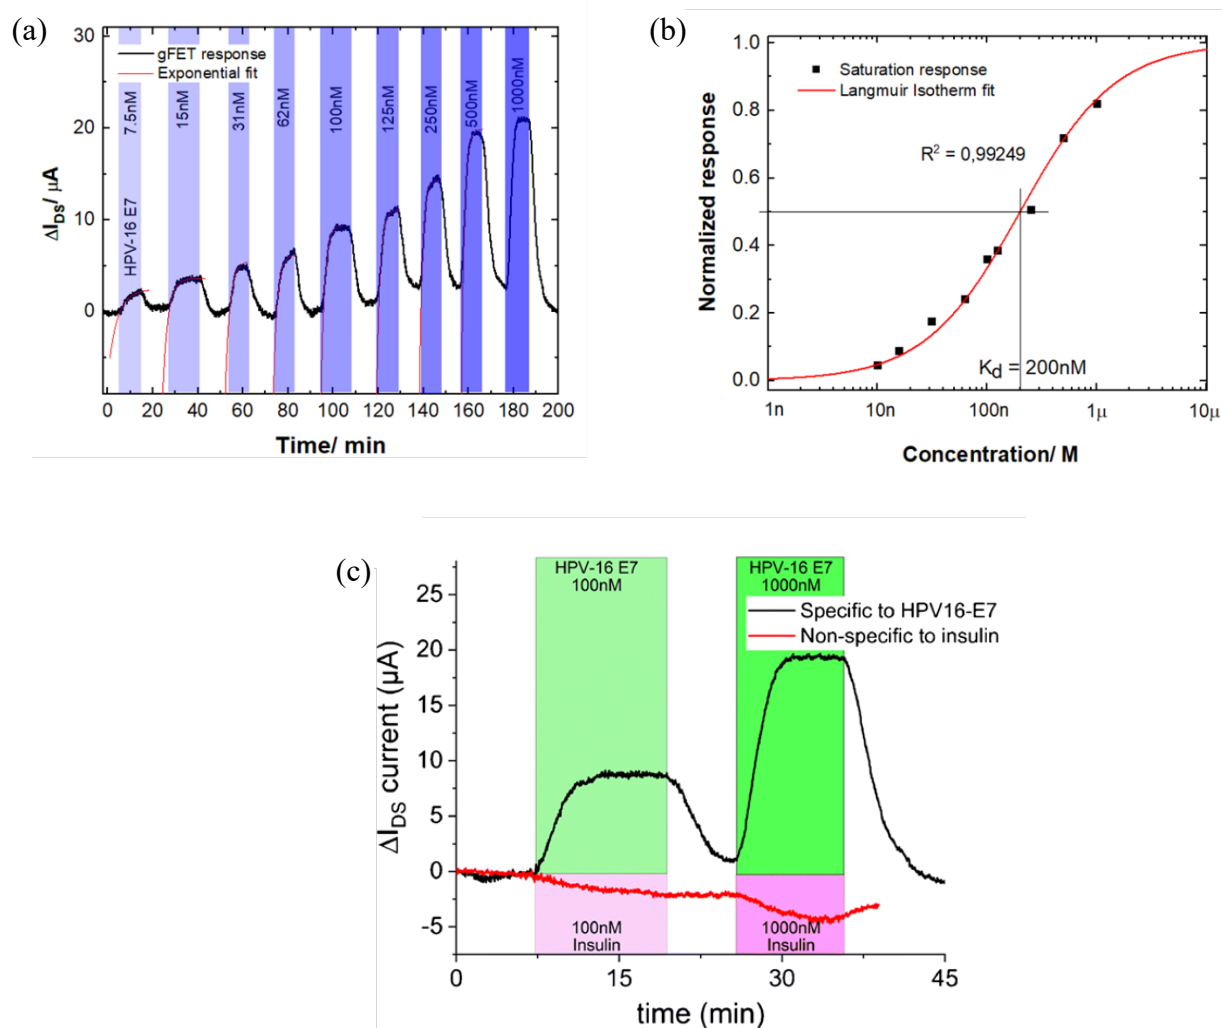 (a)
30
20
10
0
ΔI_DS/ μA
gFET response
Exponential fit
HPV-16 E7 7.5nM
15nM
31nM
62nM
100nM
125nM
250nM
500nM
1000nM
0 20 40 60 80 100 120 140 160 180 200
Time/ min
(b)
1.0
0.8
0.6
0.4
0.2
0.0
Normalized response
Saturation response
Langmuir Isotherm fit
R² = 0,99249
K_d = 200nM
1n 10n 100n 1μ 10μ
Concentration/ M
(c)
25
20
15
10
5
0
-5
ΔI_DS current (μA)
HPV-16 E7
100nM
HPV-16 E7
1000nM
Specific to HPV16-E7
Non-specific to insulin
100nM
Insulin
1000nM
Insulin
0 15 30 45
time (min)